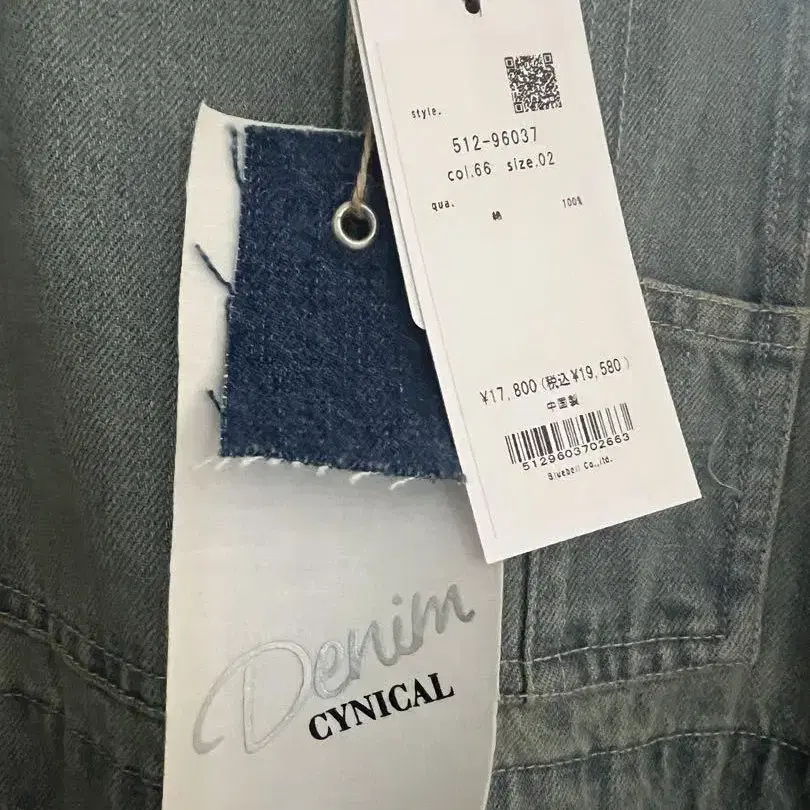 style.
512-96037
col.66 size.02
qua. 綿 100%
¥17,800(税込¥19,580)
中国製
5129603702663
Bluebell Co.,ltd.
Denim
CYNICAL